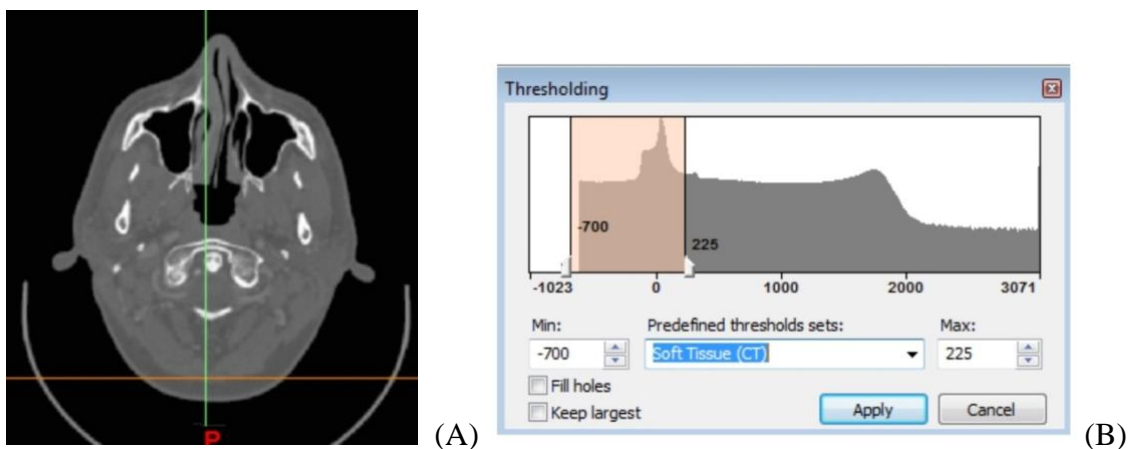 P
(A)
Thresholding
-700
225
-1023 0 1000 2000 3071
Min: Predefined thresholds sets: Max:
-700 Soft Tissue (CT) 225
Fill holes
Keep largest
Apply Cancel
(B)